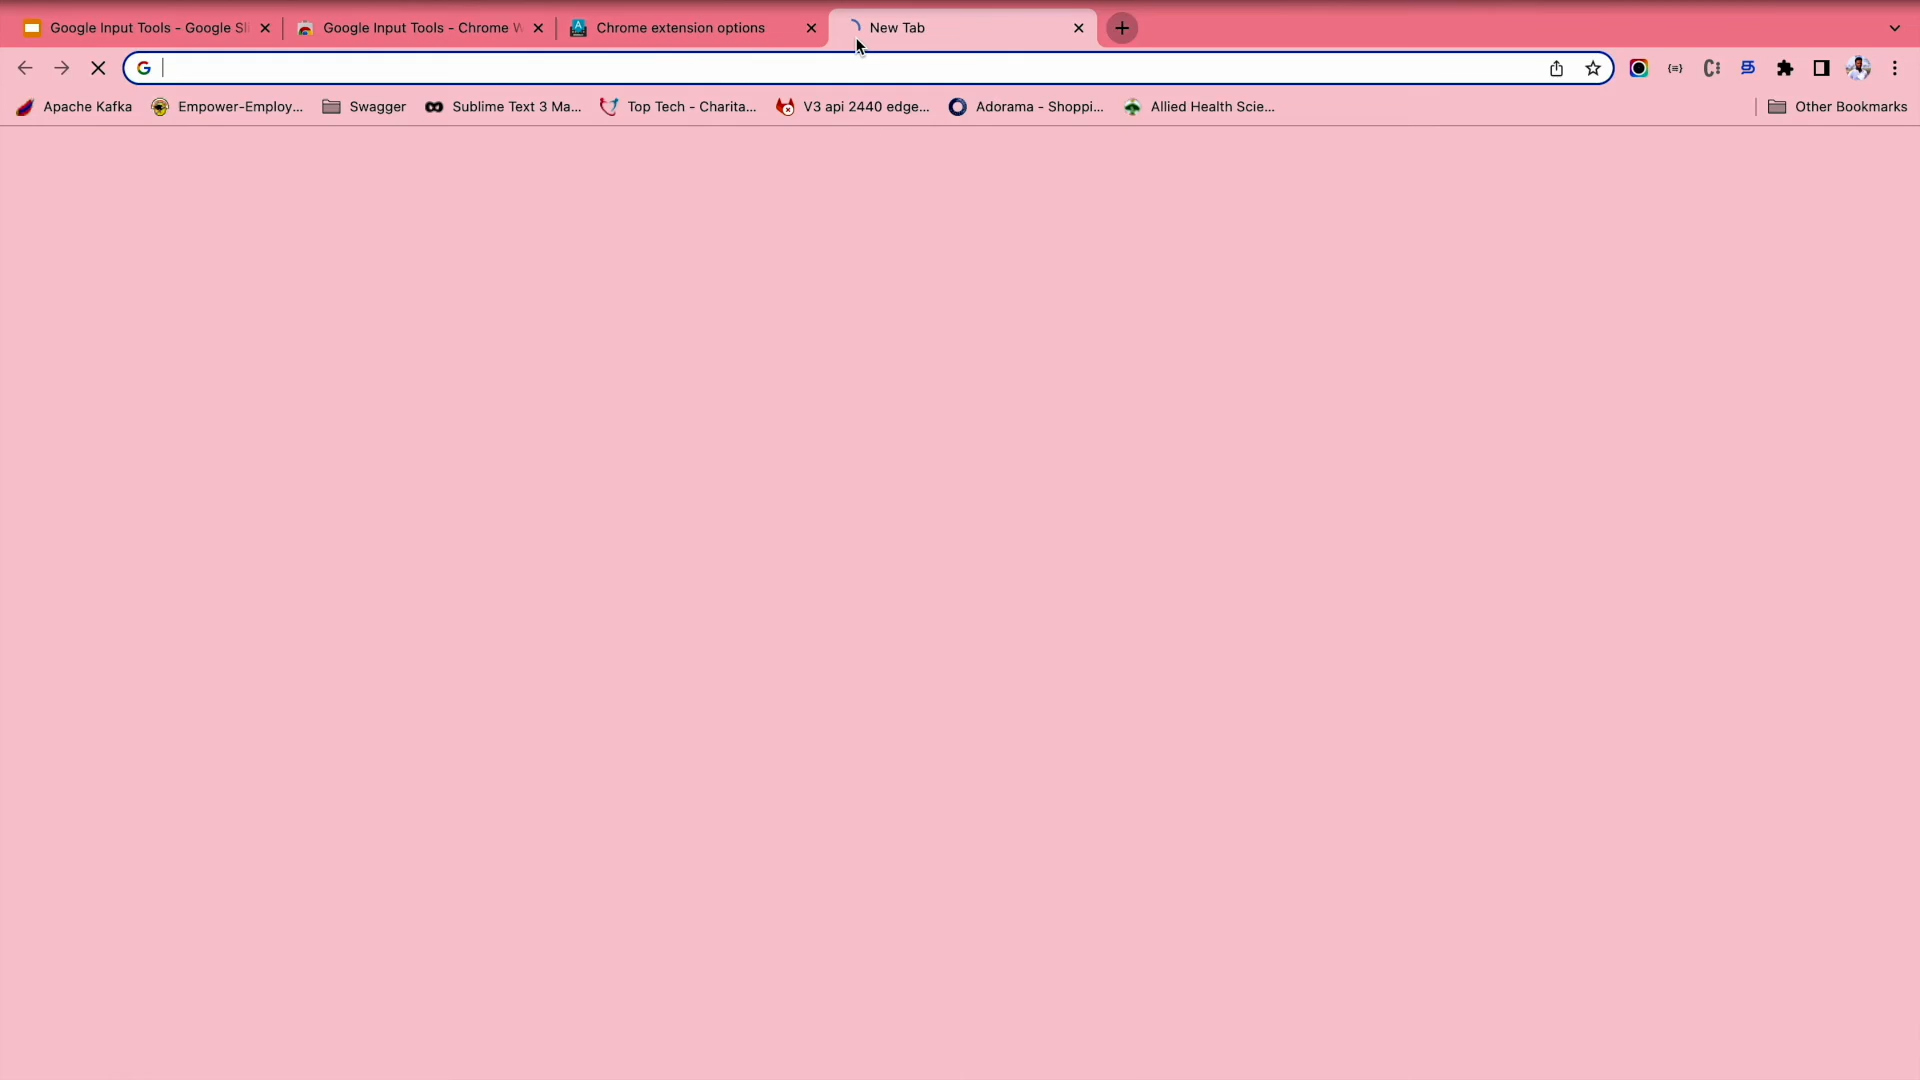 Google Input Tools - Google Sli
Google Input Tools - Chrome W
Chrome extension options
New Tab
Apache Kafka
Empower-Employ...
Swagger
Sublime Text 3 Ma...
Top Tech - Charita...
V3 api 2440 edge...
Adorama - Shoppi...
Allied Health Scie...
Other Bookmarks